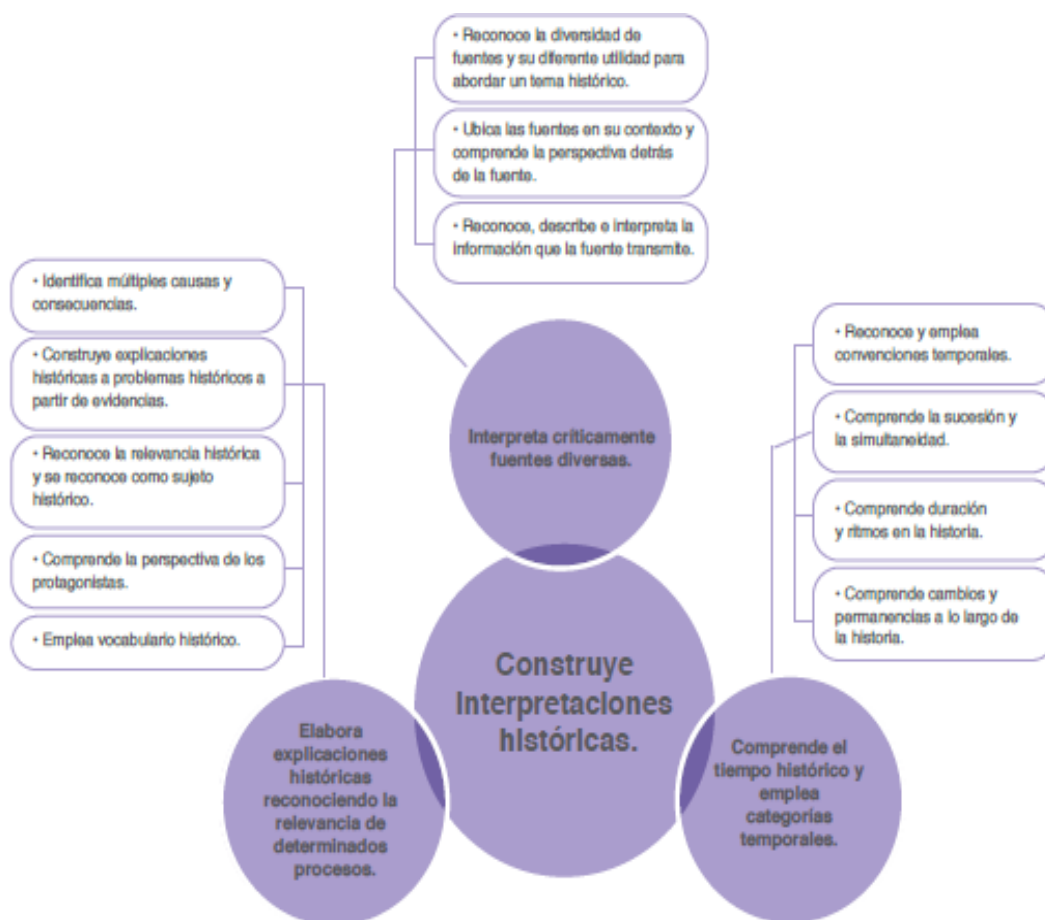 • Reconoce la diversidad de
fuentes y su diferente utilidad para
abordar un tema histórico.
• Ubica las fuentes en su contexto y
comprende la perspectiva detrás
de la fuente.
• Reconoce, describe e interpreta la
información que la fuente transmite.
• Identifica múltiples causas y
consecuencias.
• Construye explicaciones
históricas a problemas históricos a
partir de evidencias.
• Reconoce la relevancia histórica
y se reconoce como sujeto
histórico.
• Comprende la perspectiva de los
protagonistas.
• Emplea vocabulario histórico.
• Reconoce y emplea
convenciones temporales.
• Comprende la sucesión y
la simultaneidad.
• Comprende duración
y ritmos en la historia.
• Comprende cambios y
permanencias a lo largo de
la historia.
Interpreta críticamente
fuentes diversas.
Construye
Interpretaciones
históricas.
Elabora
explicaciones
históricas
reconociendo la
relevancia de
determinados
procesos.
Comprende el
tiempo histórico y
emplea
categorías
temporales.